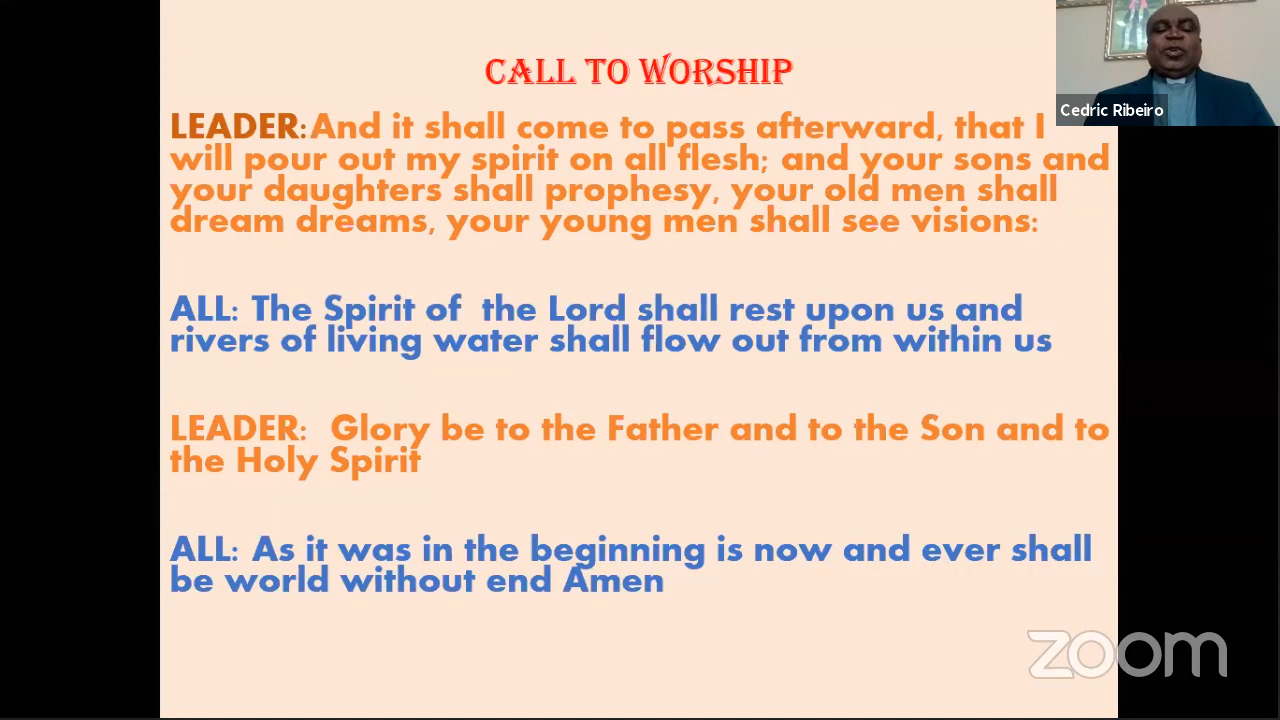 CALL TO WORSHIP
Cedric Ribeiro
LEADER: And it shall come to pass afterward, that I
will pour out my spirit on all flesh; and your sons and
your daughters shall prophesy, your old men shall
dream dreams, your young men shall see visions:
ALL: The Spirit of the Lord shall rest upon us and
rivers of living water shall flow out from within us
LEADER: Glory be to the Father and to the Son and to
the Holy Spirit
ALL: As it was in the beginning is now and ever shall
be world without end Amen
zoom